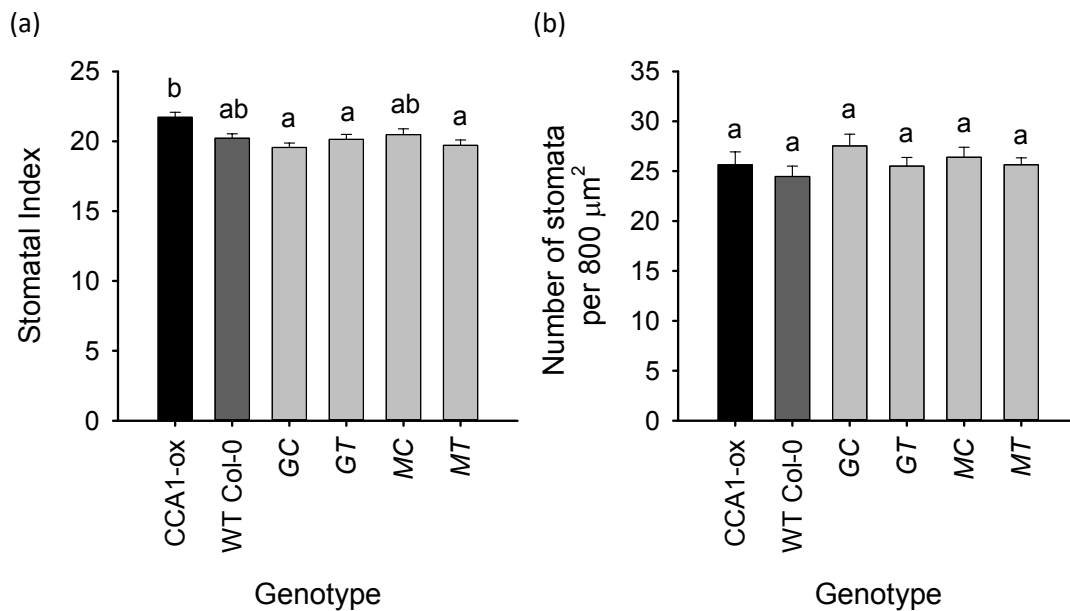 (a)
Stomatal Index
25
20
15
10
5
0
b
ab
a
a
ab
a
CCA1-ox
WT Col-0
GC
GT
MC
MT
Genotype
(b)
Number of stomata
per 800 μm²
35
30
25
20
15
10
5
0
a
a
a
a
a
a
CCA1-ox
WT Col-0
GC
GT
MC
MT
Genotype